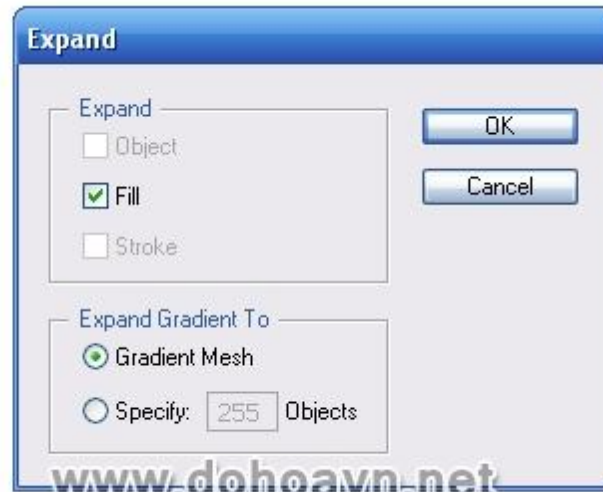 Expand
Expand
Object
Fill
Stroke
OK
Cancel
Expand Gradient To
Gradient Mesh
Specify: 255 Objects
www.dohoavn.net